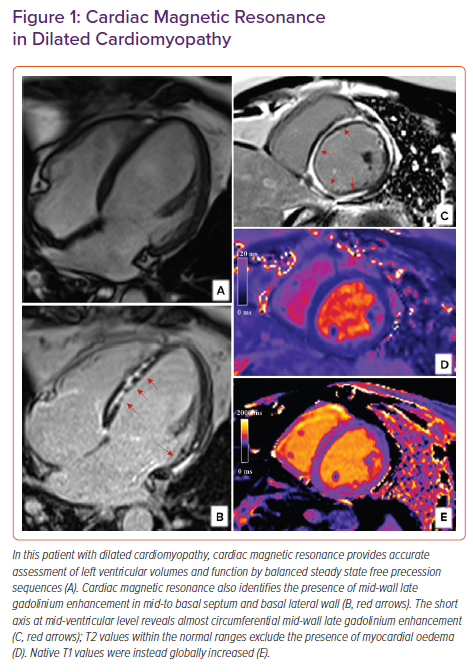 Figure 1: Cardiac Magnetic Resonance
in Dilated Cardiomyopathy
A
B
C
120 ms
0 ms
D
2000 ms
0 ms
E
In this patient with dilated cardiomyopathy, cardiac magnetic resonance provides accurate
assessment of left ventricular volumes and function by balanced steady state free precession
sequences (A). Cardiac magnetic resonance also identifies the presence of mid-wall late
gadolinium enhancement in mid-to basal septum and basal lateral wall (B, red arrows). The short
axis at mid-ventricular level reveals almost circumferential mid-wall late gadolinium enhancement
(C, red arrows); T2 values within the normal ranges exclude the presence of myocardial oedema
(D). Native T1 values were instead globally increased (E).